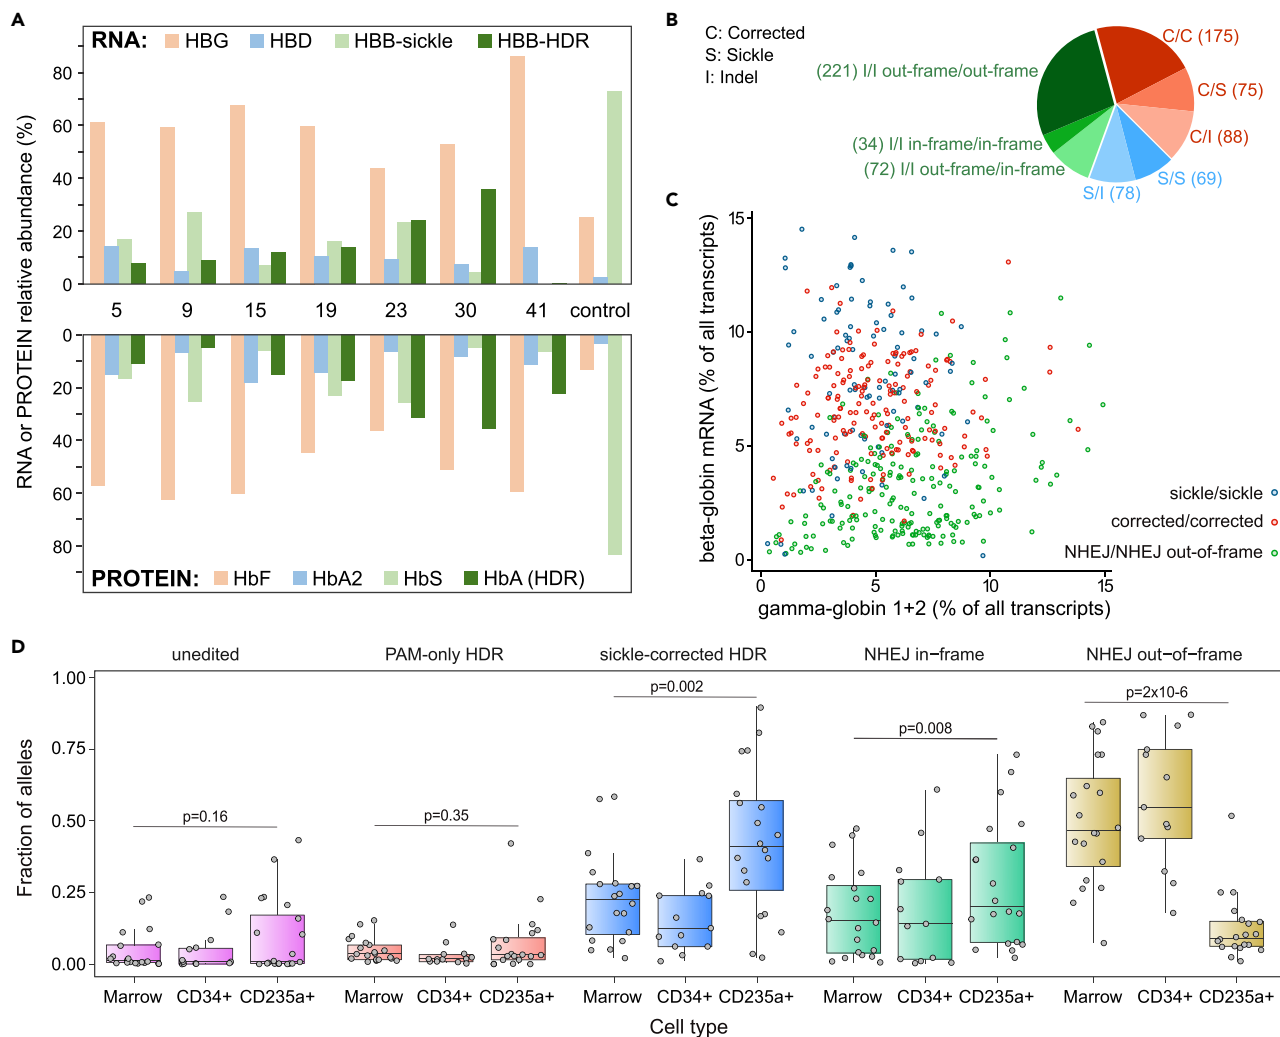 A
RNA: HBG HBD HBB-sickle HBB-HDR
RNA or PROTEIN relative abundance (%)
80
60
40
20
0
5 9 15 19 23 30 41 control
0
20
40
60
80
PROTEIN: HbF HbA2 HbS HbA (HDR)
B
C: Corrected
S: Sickle
I: Indel
C/C (175)
(221) I/I out-frame/out-frame
C/S (75)
C/I (88)
(34) I/I in-frame/in-frame
(72) I/I out-frame/in-frame
S/S (69)
S/I (78)
C
beta-globin mRNA (% of all transcripts)
15
10
5
0
sickle/sickle
corrected/corrected
NHEJ/NHEJ out-of-frame
0 5 10 15
gamma-globin 1+2 (% of all transcripts)
D
unedited PAM-only HDR sickle-corrected HDR NHEJ in−frame NHEJ out−of−frame
Fraction of alleles
1.00
0.75
0.50
0.25
0.00
p=0.16
p=0.35
p=0.002
p=0.008
p=2x10-6
Marrow CD34+ CD235a+ Marrow CD34+ CD235a+ Marrow CD34+ CD235a+ Marrow CD34+ CD235a+ Marrow CD34+ CD235a+
Cell type